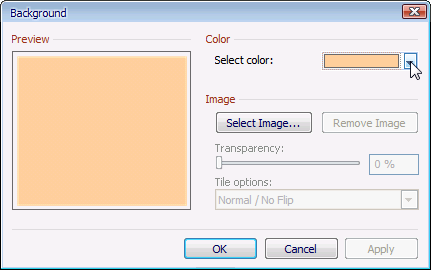 Background
Preview
Color
Select color:
Image
Select Image...
Remove Image
Transparency:
0 %
Tile options:
Normal / No Flip
OK
Cancel
Apply